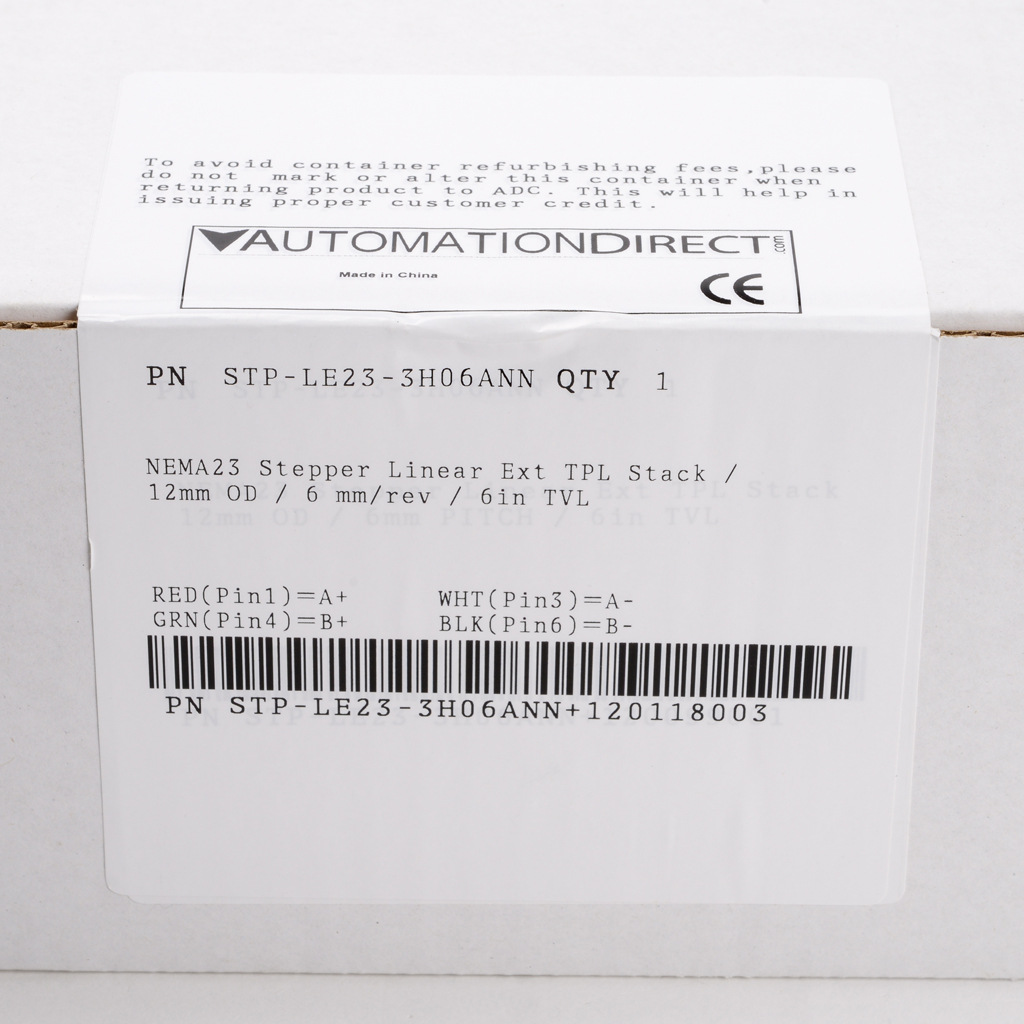 To avoid container refurbishing fees,please
do not mark or alter this container when
returning product to ADC. This will help in
issuing proper customer credit.
AUTOMATIONDIRECT.com
Made in China
CE
PN STP-LE23-3H06ANN QTY 1
NEMA23 Stepper Linear Ext TPL Stack /
12mm OD / 6 mm/rev / 6in TVL
RED(Pin1)=A+ WHT(Pin3)=A-
GRN(Pin4)=B+ BLK(Pin6)=B-
PN STP-LE23-3H06ANN+120118003